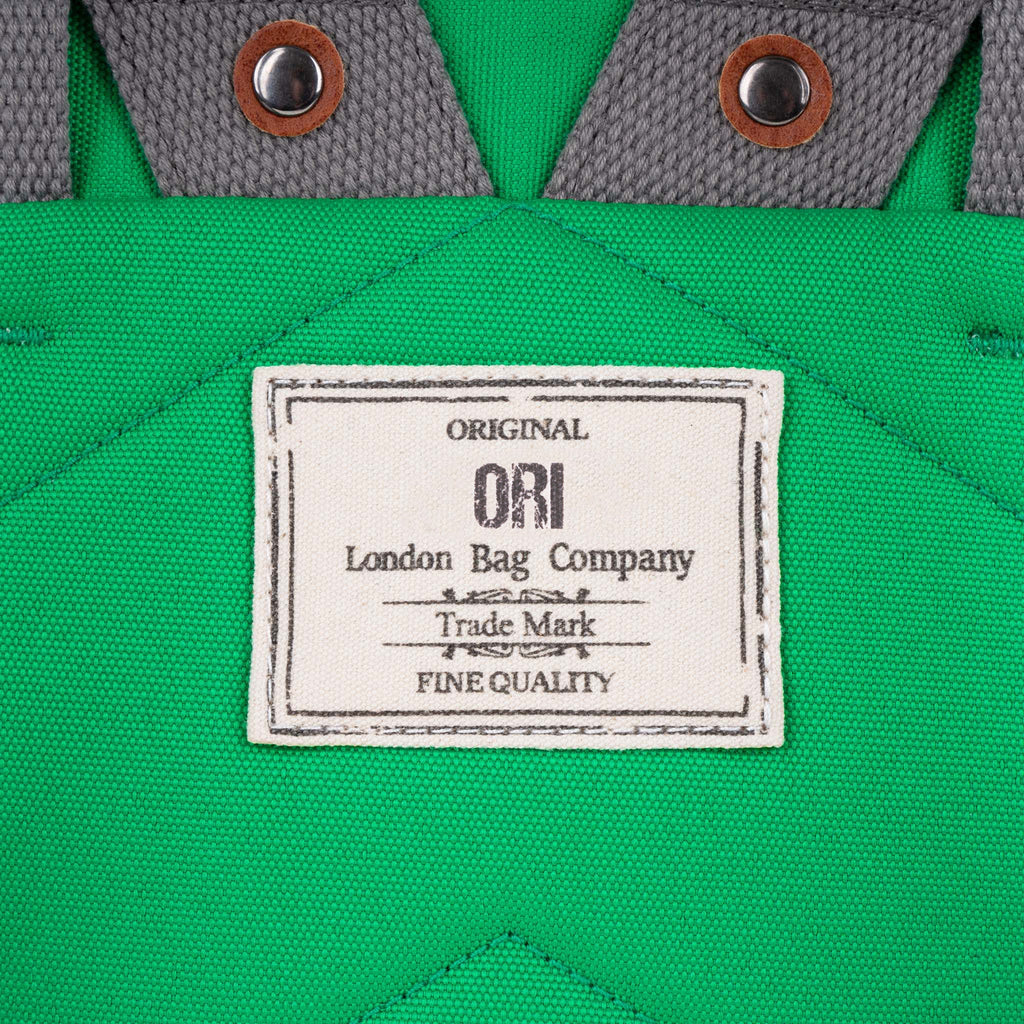 ORIGINAL
ORI
London Bag Company
Trade Mark
FINE QUALITY